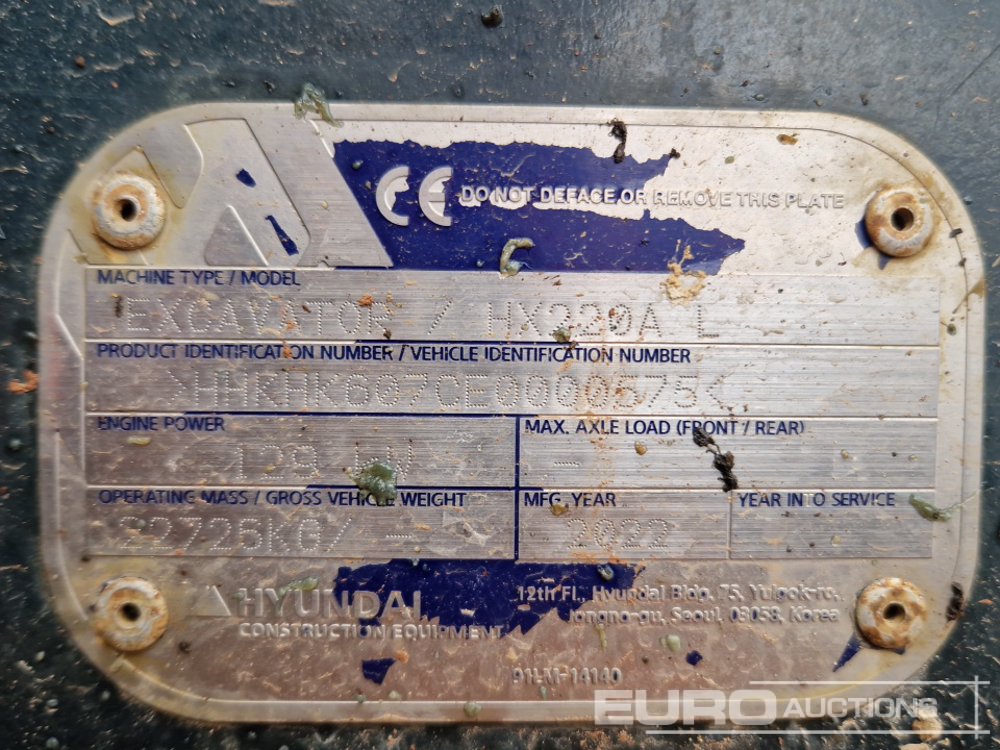 CE DO NOT DEFACE OR REMOVE THIS PLATE
MACHINE TYPE / MODEL
EXCAVATOR / HX220A L
PRODUCT IDENTIFICATION NUMBER / VEHICLE IDENTIFICATION NUMBER
ENGINE POWER
MAX. AXLE LOAD (FRONT / REAR)
129 kW
-
OPERATING MASS / GROSS VEHICLE WEIGHT
MFG. YEAR
YEAR INTO SERVICE
22725KG/ -
2022
HYUNDAI
CONSTRUCTION EQUIPMENT
12th Fl., Hyundai Bldg. 75, Yulgok-ro,
Jongno-gu, Seoul, 03058, Korea
91LM-14140
EURO AUCTIONS